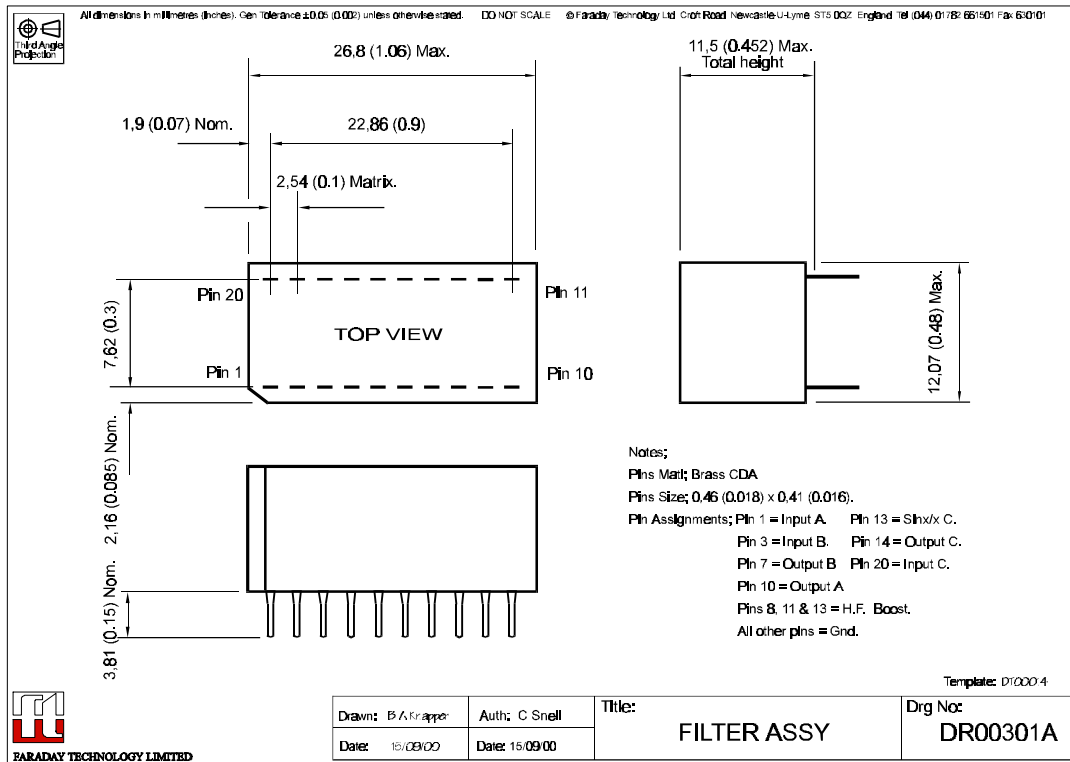 All dimensions in millimetres (inches). Gen Tolerance ±0.05 (0.002) unless otherwise stated. DO NOT SCALE © Faraday Technology Ltd Croft Road Newcastle-U-Lyme ST5 0QZ England Tel (044) 01782 661501 Fax 630101
Third Angle
Projection
26,8 (1.06) Max.
11,5 (0.452) Max.
Total height
1,9 (0.07) Nom.
22,86 (0.9)
2,54 (0.1) Matrix.
Pin 20
Pin 11
TOP VIEW
7,62 (0.3)
Pin 1
Pin 10
12,07 (0.48) Max.
2,16 (0.085) Nom.
3,81 (0.15) Nom.
Notes;
Pins Matl; Brass CDA
Pins Size; 0,46 (0.018) x 0,41 (0.016).
Pin Assignments; Pin 1 = Input A. Pin 13 = Sinx/x C.
Pin 3 = Input B. Pin 14 = Output C.
Pin 7 = Output B Pin 20 = Input C.
Pin 10 = Output A
Pins 8, 11 & 13 = H.F. Boost.
All other pins = Gnd.
Template: DT00014
FARADAY TECHNOLOGY LIMITED
Drawn: B A Knapper
Auth: C Snell
Date: 15/09/00
Date: 15/09/00
Title:
FILTER ASSY
Drg No:
DR00301A